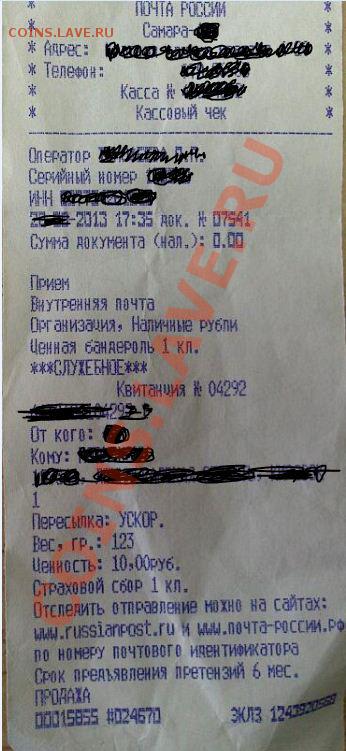 COINS.LAVE.RU
* ПОЧТА РОССИИ *
* Самара- *
* Адрес: *
* Телефон: *
* Касса № *
* Кассовый чек *
Оператор
Серийный номер
ИНН
2013 17:35 док. № 07541
Сумма документа (нал.): 0.00
Прием
Внутренняя почта
Организация, Наличные рубли
Ценная бандероль 1 кл.
***СЛУЖЕБНОЕ***
Квитанция № 04292
От кого:
Кому:
1
Пересылка: УСКОР.
Вес, гр.: 123
Ценность: 10,00руб.
Страховой сбор 1 кл.
Отследить отправление можно на сайтах:
www.russianpost.ru и www.почта-россии.рф
по номеру почтового идентификатора
Срок предъявления претензий 6 мес.
ПРОДАЖА
00015855 #024670 ЭКЛЗ 1243920568
COINS.LAVE.RU